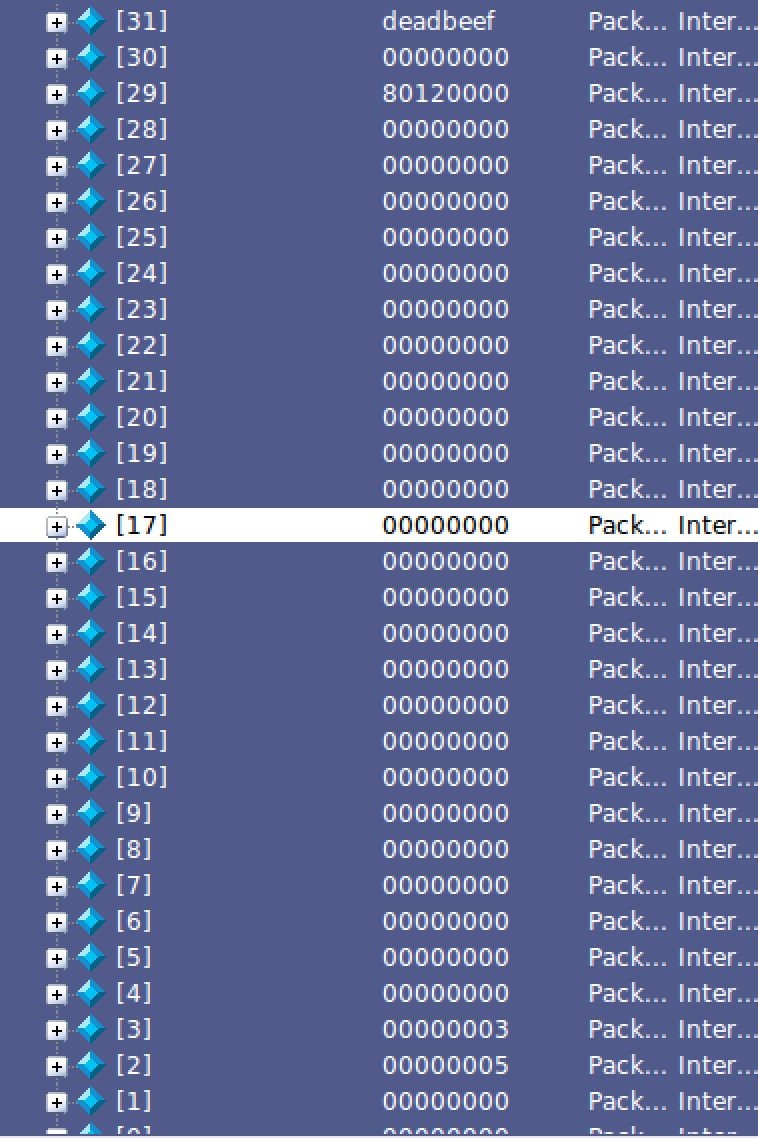 [31] deadbeef Pack... Inter...
[30] 00000000 Pack... Inter...
[29] 80120000 Pack... Inter...
[28] 00000000 Pack... Inter...
[27] 00000000 Pack... Inter...
[26] 00000000 Pack... Inter...
[25] 00000000 Pack... Inter...
[24] 00000000 Pack... Inter...
[23] 00000000 Pack... Inter...
[22] 00000000 Pack... Inter...
[21] 00000000 Pack... Inter...
[20] 00000000 Pack... Inter...
[19] 00000000 Pack... Inter...
[18] 00000000 Pack... Inter...
[17] 00000000 Pack... Inter...
[16] 00000000 Pack... Inter...
[15] 00000000 Pack... Inter...
[14] 00000000 Pack... Inter...
[13] 00000000 Pack... Inter...
[12] 00000000 Pack... Inter...
[11] 00000000 Pack... Inter...
[10] 00000000 Pack... Inter...
[9] 00000000 Pack... Inter...
[8] 00000000 Pack... Inter...
[7] 00000000 Pack... Inter...
[6] 00000000 Pack... Inter...
[5] 00000000 Pack... Inter...
[4] 00000000 Pack... Inter...
[3] 00000003 Pack... Inter...
[2] 00000005 Pack... Inter...
[1] 00000000 Pack... Inter...